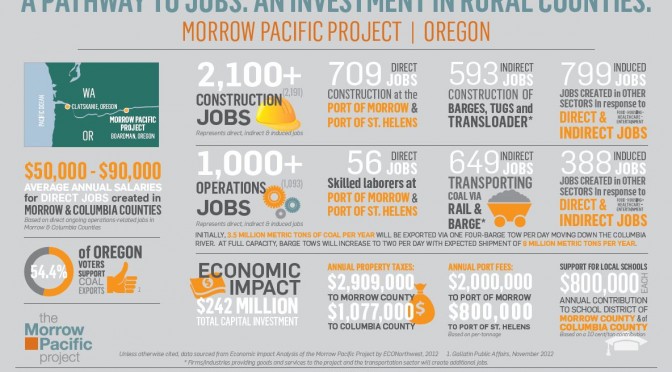 A PATHWAY TO JOBS. AN INVESTMENT IN RURAL COUNTIES.
MORROW PACIFIC PROJECT | OREGON
PACIFIC OCEAN
WA
CLATSKANIE, OREGON
MORROW PACIFIC
PROJECT
BOARDMAN, OREGON
OR
$50,000 - $90,000
AVERAGE ANNUAL SALARIES
for DIRECT JOBS created in
MORROW & COLUMBIA COUNTIES
Based on direct ongoing operations-related jobs in
Morrow & Columbia Counties
54.4%
of OREGON
VOTERS
SUPPORT
COAL
EXPORTS
the
Morrow
Pacific
project
2,100+
(2,191)
CONSTRUCTION
JOBS
Represents direct, indirect & induced jobs
709 DIRECT
JOBS
CONSTRUCTION at the
PORT OF MORROW &
PORT OF ST. HELENS
593 INDIRECT
JOBS
CONSTRUCTION OF
BARGES, TUGS and
TRANSLOADER*
799 INDUCED
JOBS
JOBS CREATED IN OTHER
SECTORS in response to
DIRECT &
INDIRECT JOBS
1,000+
(1,093)
OPERATIONS
JOBS
Represents direct, indirect & induced jobs
56 DIRECT
JOBS
Skilled laborers at
PORT OF MORROW &
PORT OF ST. HELENS
649 INDIRECT
JOBS
TRANSPORTING
COAL VIA
RAIL &
BARGE*
388 INDUCED
JOBS
JOBS CREATED IN OTHER
SECTORS in response to
DIRECT &
INDIRECT JOBS
INITIALLY, 3.5 MILLION METRIC TONS OF COAL PER YEAR WILL BE EXPORTED VIA ONE FOUR-BARGE TOW PER DAY MOVING DOWN THE COLUMBIA
RIVER. AT FULL CAPACITY, BARGE TOWS WILL INCREASE TO TWO PER DAY WITH EXPECTED SHIPMENT OF 8 MILLION METRIC TONS PER YEAR.
ECONOMIC
IMPACT
$242 MILLION
TOTAL CAPITAL INVESTMENT
ANNUAL PROPERTY TAXES:
$2,909,000
TO MORROW COUNTY
$1,077,000
TO COLUMBIA COUNTY
ANNUAL PORT FEES:
$2,000,000
TO PORT OF MORROW
$800,000
TO PORT OF ST. HELENS
Based on per-tonnage
SUPPORT FOR LOCAL SCHOOLS
$800,000 EACH
ANNUAL CONTRIBUTION
TO SCHOOL DISTRICT OF
MORROW COUNTY & of
COLUMBIA COUNTY
Unless otherwise cited, data sourced from Economic Impact Analysis of the Morrow Pacific Project by ECONorthwest, 2012 1. Gallatin Public Affairs, November 2012
* Firms/industries providing goods and services to the project and the transportation sector will create additional jobs.